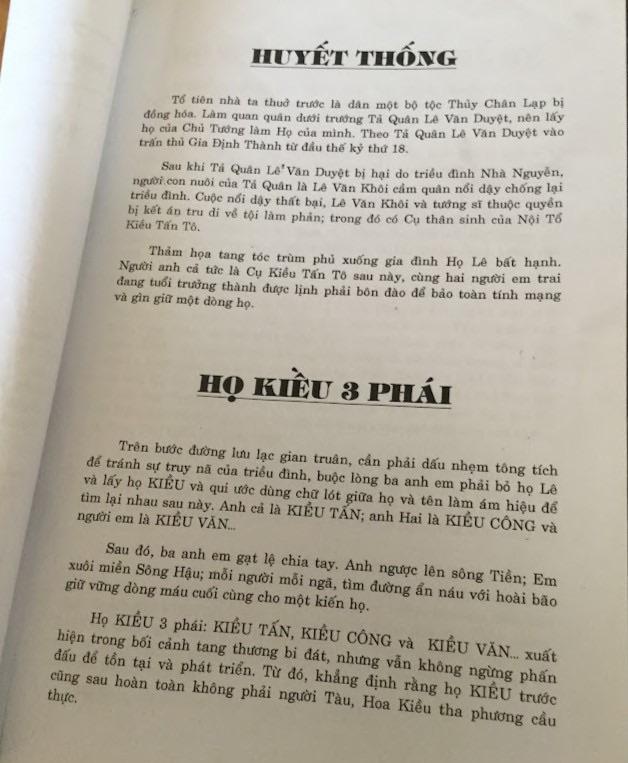 HUYẾT THỐNG
Tổ tiên nhà ta thuở trước là dân một bộ tộc Thủy Chân Lạp bị
đồng hóa. Làm quan quân dưới trướng Tả Quân Lê Văn Duyệt, nên lấy
họ của Chủ Tướng làm Họ của mình. Theo Tả Quân Lê Văn Duyệt vào
trấn thủ Gia Định Thành từ đầu thế kỷ thứ 18.
Sau khi Tả Quân Lê Văn Duyệt bị hại do triều đình Nhà Nguyễn,
người con nuôi của Tả Quân là Lê Văn Khôi cầm quân nổi dậy chống lại
triều đình. Cuộc nổi dậy thất bại, Lê Văn Khôi và tướng sĩ thuộc quyền
bị kết án tru di về tội làm phản; trong đó có Cụ thân sinh của Nội Tổ
Kiều Tấn Tô.
Thảm họa tang tóc trùm phủ xuống gia đình Họ Lê bất hạnh.
Người anh cả tức là Cụ Kiều Tấn Tô sau này, cùng hai người em trai
đang tuổi trưởng thành được lịnh phải bôn đào để bảo toàn tính mạng
và gìn giữ một dòng họ.
HỌ KIỀU 3 PHÁI
Trên bước đường lưu lạc gian truân, cần phải dấu nhẹm tông tích
để tránh sự truy nã của triều đình, buộc lòng ba anh em phải bỏ họ Lê
và lấy họ KIỀU và qui ước dùng chữ lót giữa họ và tên làm ám hiệu để
tìm lại nhau sau này. Anh cả là KIỀU TẤN; anh Hai là KIỀU CÔNG và
người em là KIỀU VĂN...
Sau đó, ba anh em gạt lệ chia tay. Anh ngược lên sông Tiền; Em
xuôi miền Sông Hậu; mỗi người mỗi ngã, tìm đường ẩn náu với hoài bão
giữ vững dòng máu cuối cùng cho một kiến họ.
Họ KIỀU 3 phái: KIỀU TẤN, KIỀU CÔNG và KIỀU VĂN... xuất
hiện trong bối cảnh tang thương bi đát, nhưng vẫn không ngừng phấn
đấu để tồn tại và phát triển. Từ đó, khẳng định rằng họ KIỀU trước
cũng sau hoàn toàn không phải người Tàu, Hoa Kiều tha phương cầu
thực.